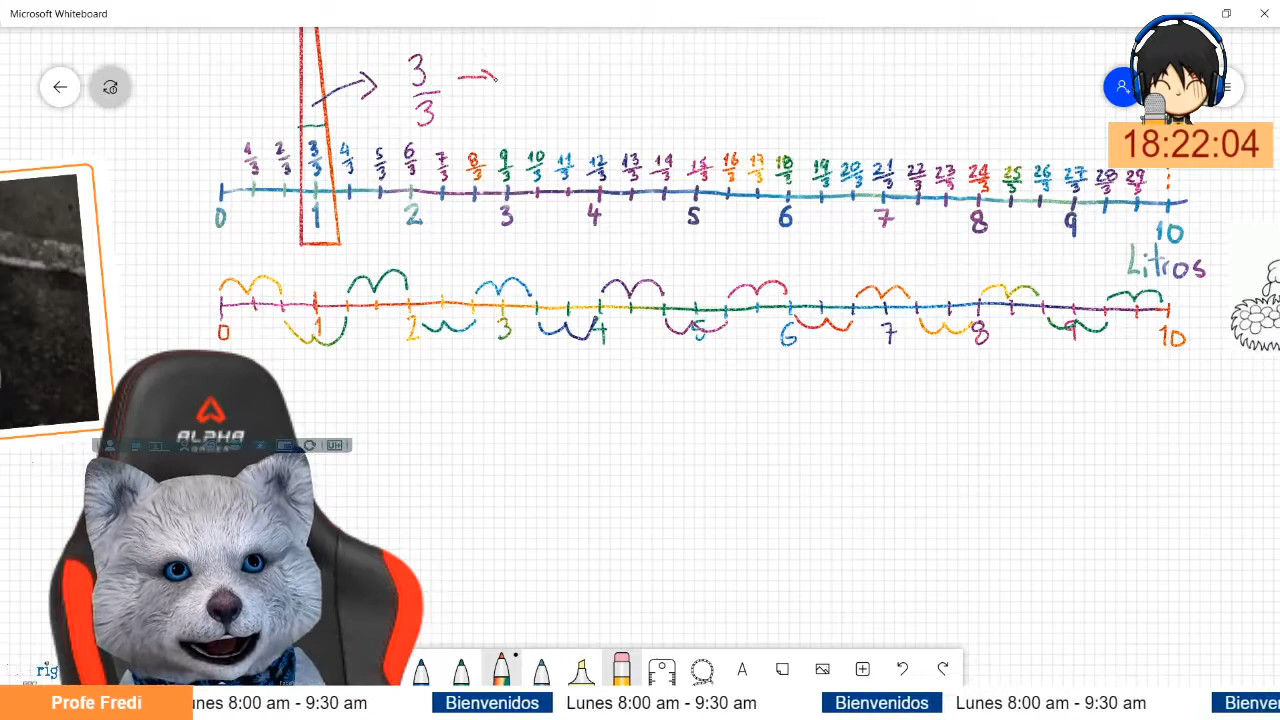 Microsoft Whiteboard
3/3 →
18:22:04
1/3 2/3 3/3 4/3 5/3 6/3 7/3 8/3 9/3 10/3 11/3 12/3 13/3 14/3 15/3 16/3 17/3 18/3 19/3 20/3 21/3 22/3 23/3 24/3 25/3 26/3 27/3 28/3 29/3
0 1 2 3 4 5 6 7 8 9 10
Litros
0 1 2 3 4 5 6 7 8 9 10
ALPHA
rig
Profe Fredi
unes 8:00 am - 9:30 am Bienvenidos Lunes 8:00 am - 9:30 am Bienvenidos Lunes 8:00 am - 9:30 am Bienve